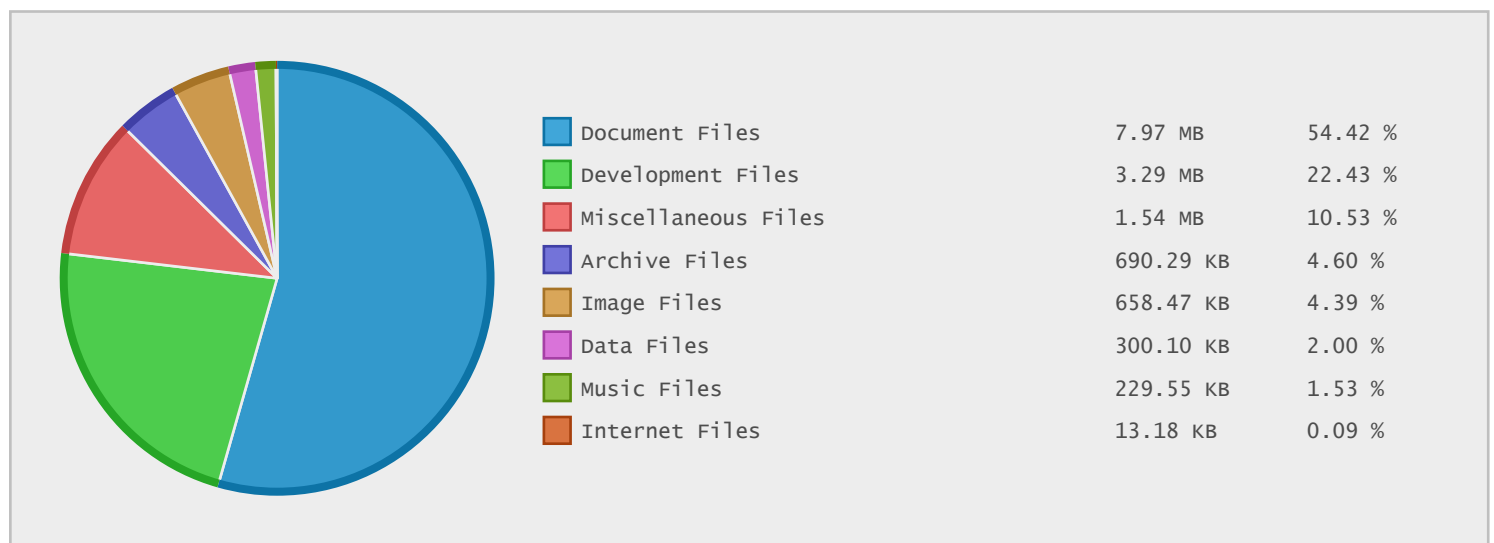 Document Files 7.97 MB 54.42 %
Development Files 3.29 MB 22.43 %
Miscellaneous Files 1.54 MB 10.53 %
Archive Files 690.29 KB 4.60 %
Image Files 658.47 KB 4.39 %
Data Files 300.10 KB 2.00 %
Music Files 229.55 KB 1.53 %
Internet Files 13.18 KB 0.09 %